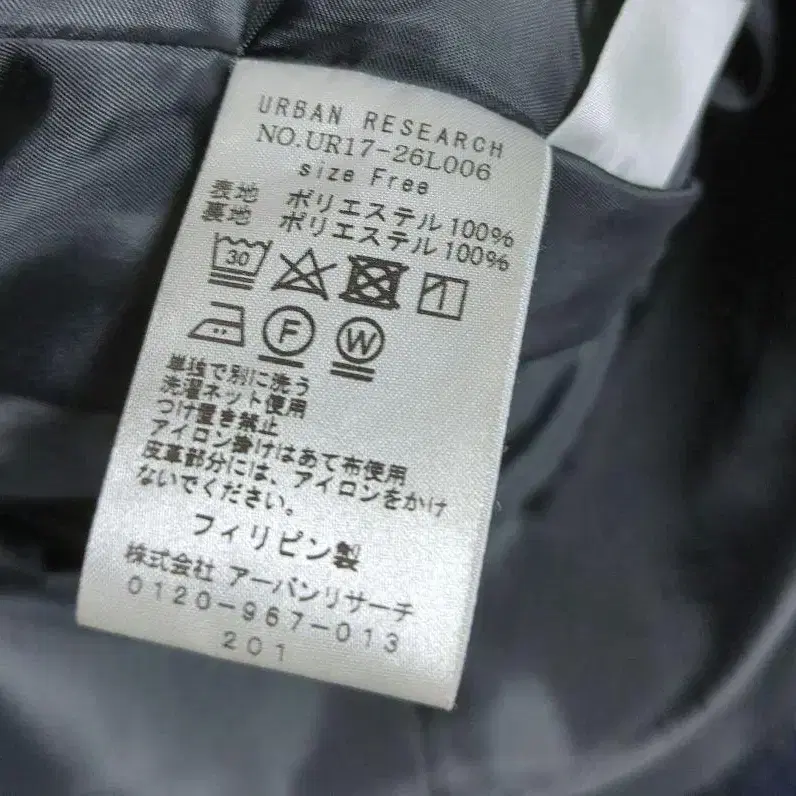 URBAN RESEARCH
NO.UR17-26L006
size Free
表地 ポリエステル100%
裏地 ポリエステル100%
30
F W
単独で別に洗う
洗濯ネット使用
つけ置き禁止
アイロン掛けはあて布使用
皮革部分には、アイロンをかけ
ないでください。
フィリピン製
株式会社 アーバンリサーチ
0120-967-013
201